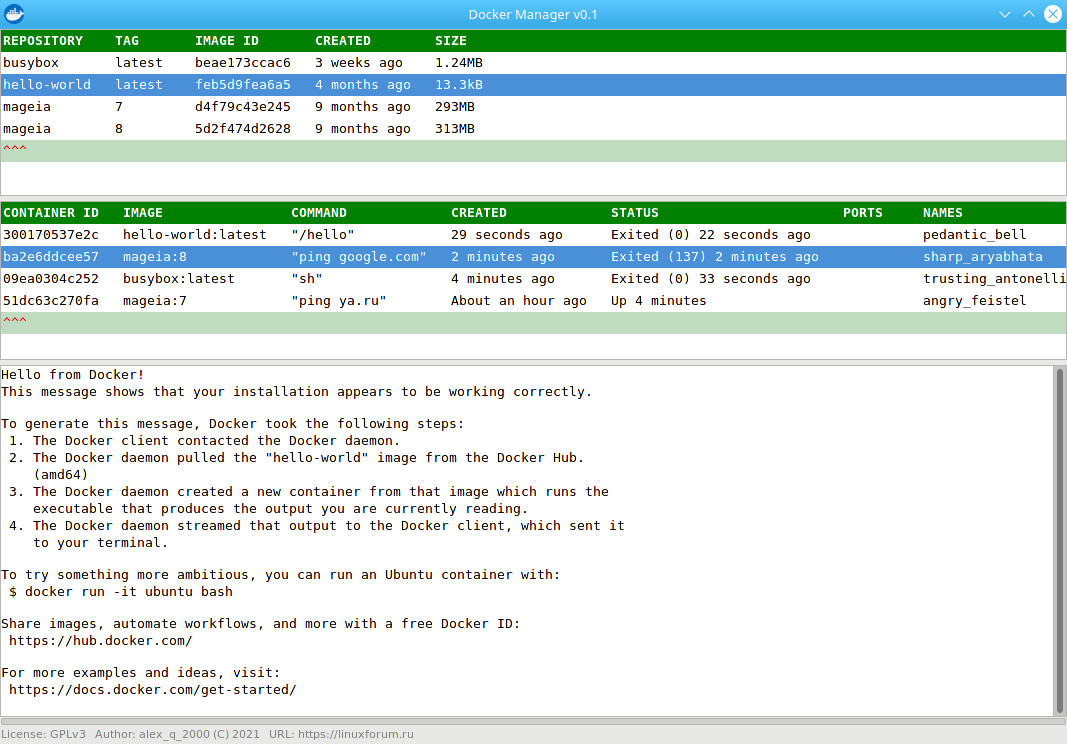 Docker Manager v0.1
REPOSITORY TAG IMAGE ID CREATED SIZE
busybox latest beae173ccac6 3 weeks ago 1.24MB
hello-world latest feb5d9fea6a5 4 months ago 13.3kB
mageia 7 d4f79c43e245 9 months ago 293MB
mageia 8 5d2f474d2628 9 months ago 313MB
^^^
CONTAINER ID IMAGE COMMAND CREATED STATUS PORTS NAMES
300170537e2c hello-world:latest "/hello" 29 seconds ago Exited (0) 22 seconds ago pedantic_bell
ba2e6ddcee57 mageia:8 "ping google.com" 2 minutes ago Exited (137) 2 minutes ago sharp_aryabhata
09ea0304c252 busybox:latest "sh" 4 minutes ago Exited (0) 33 seconds ago trusting_antonelli
51dc63c270fa mageia:7 "ping ya.ru" About an hour ago Up 4 minutes angry_feistel
^^^
Hello from Docker!
This message shows that your installation appears to be working correctly.
To generate this message, Docker took the following steps:
1. The Docker client contacted the Docker daemon.
2. The Docker daemon pulled the "hello-world" image from the Docker Hub.
(amd64)
3. The Docker daemon created a new container from that image which runs the
executable that produces the output you are currently reading.
4. The Docker daemon streamed that output to the Docker client, which sent it
to your terminal.
To try something more ambitious, you can run an Ubuntu container with:
$ docker run -it ubuntu bash
Share images, automate workflows, and more with a free Docker ID:
https://hub.docker.com/
For more examples and ideas, visit:
https://docs.docker.com/get-started/
License: GPLv3 Author: alex_q_2000 (C) 2021 URL: https://linuxforum.ru